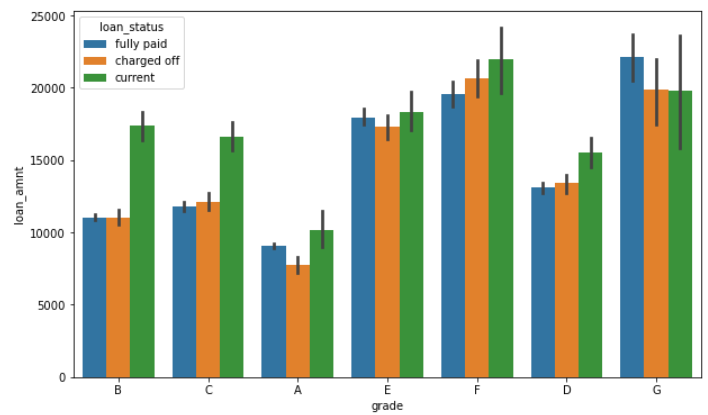 25000
20000
15000
10000
5000
0
loan_amnt
loan_status
fully paid
charged off
current
B C A E F D G
grade